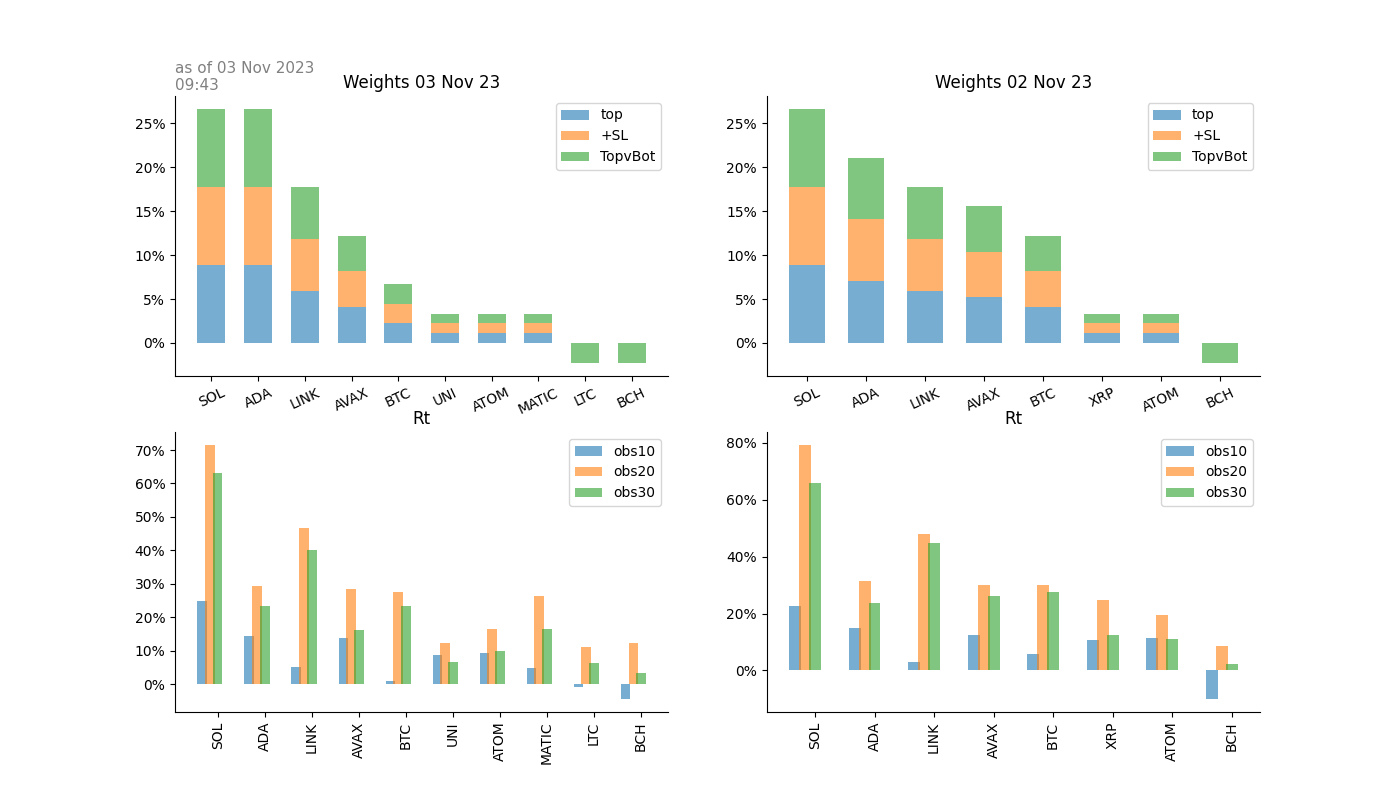 as of 03 Nov 2023
09:43
Weights 03 Nov 23
25%
20%
15%
10%
5%
0%
top
+SL
TopvBot
SOL ADA LINK AVAX BTC UNI ATOM MATIC LTC BCH
Weights 02 Nov 23
25%
20%
15%
10%
5%
0%
top
+SL
TopvBot
SOL ADA LINK AVAX BTC XRP ATOM BCH
Rt
70%
60%
50%
40%
30%
20%
10%
0%
obs10
obs20
obs30
SOL ADA LINK AVAX BTC UNI ATOM MATIC LTC BCH
Rt
80%
60%
40%
20%
0%
obs10
obs20
obs30
SOL ADA LINK AVAX BTC XRP ATOM BCH